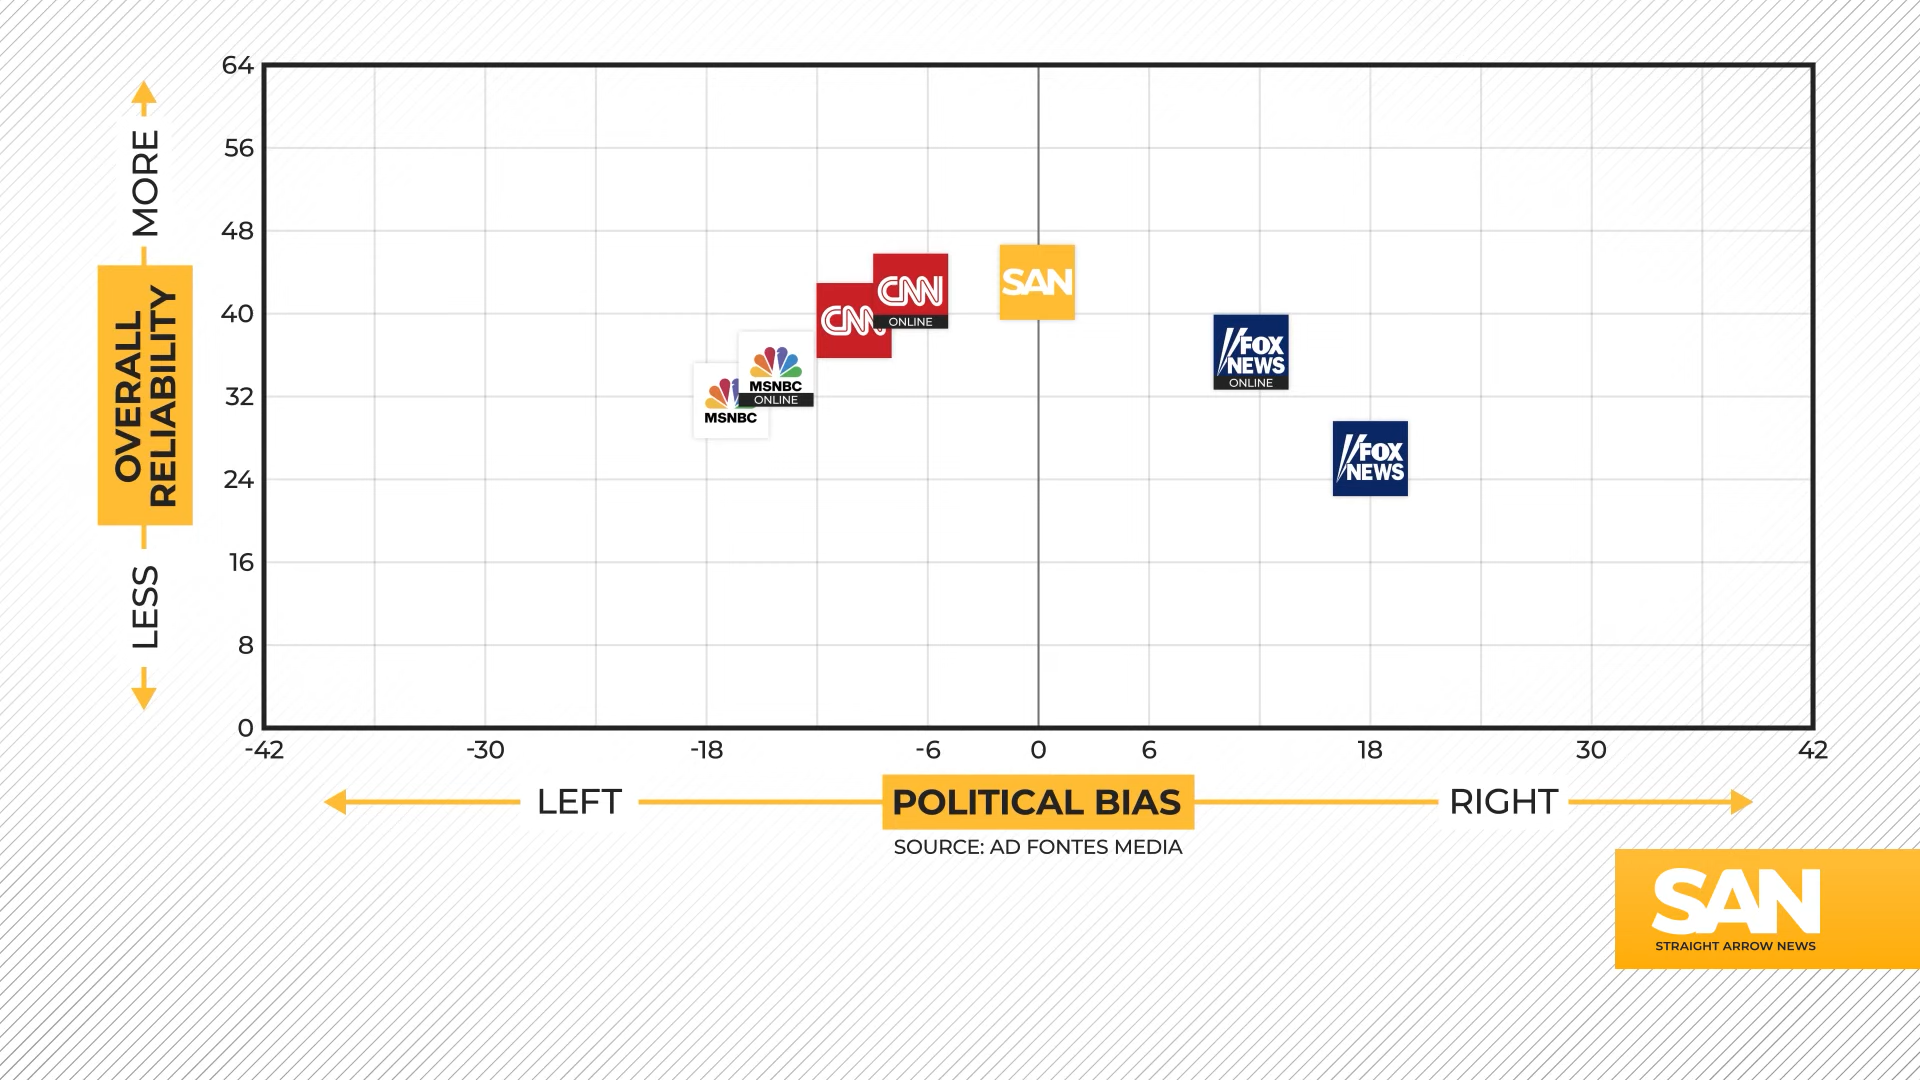 64
56
48
40
32
24
16
8
0
MORE
OVERALL
RELIABILITY
LESS
CNN
CNN
ONLINE
SAN
MSNBC
MSNBC
ONLINE
FOX
NEWS
ONLINE
FOX
NEWS
-42
-30
-18
-6
0
6
18
30
42
LEFT
POLITICAL BIAS
RIGHT
SOURCE: AD FONTES MEDIA
SAN
STRAIGHT ARROW NEWS